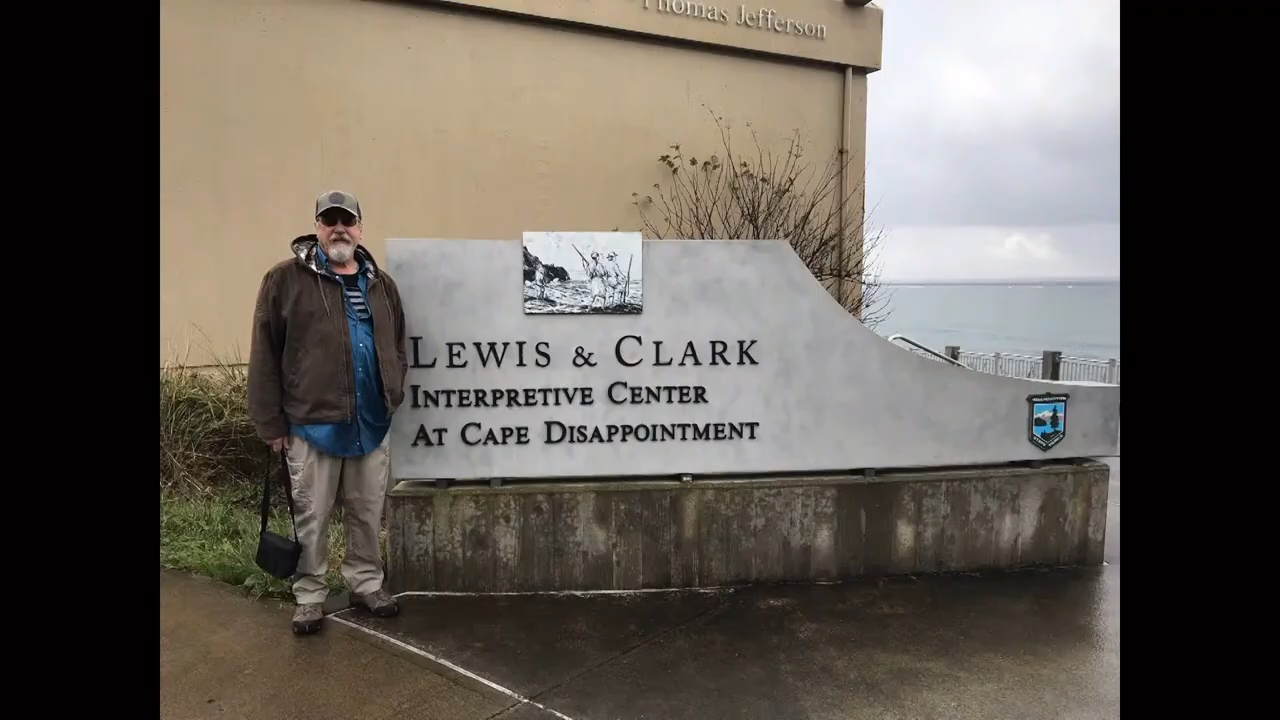 Thomas Jefferson
LEWIS & CLARK
INTERPRETIVE CENTER
AT CAPE DISAPPOINTMENT